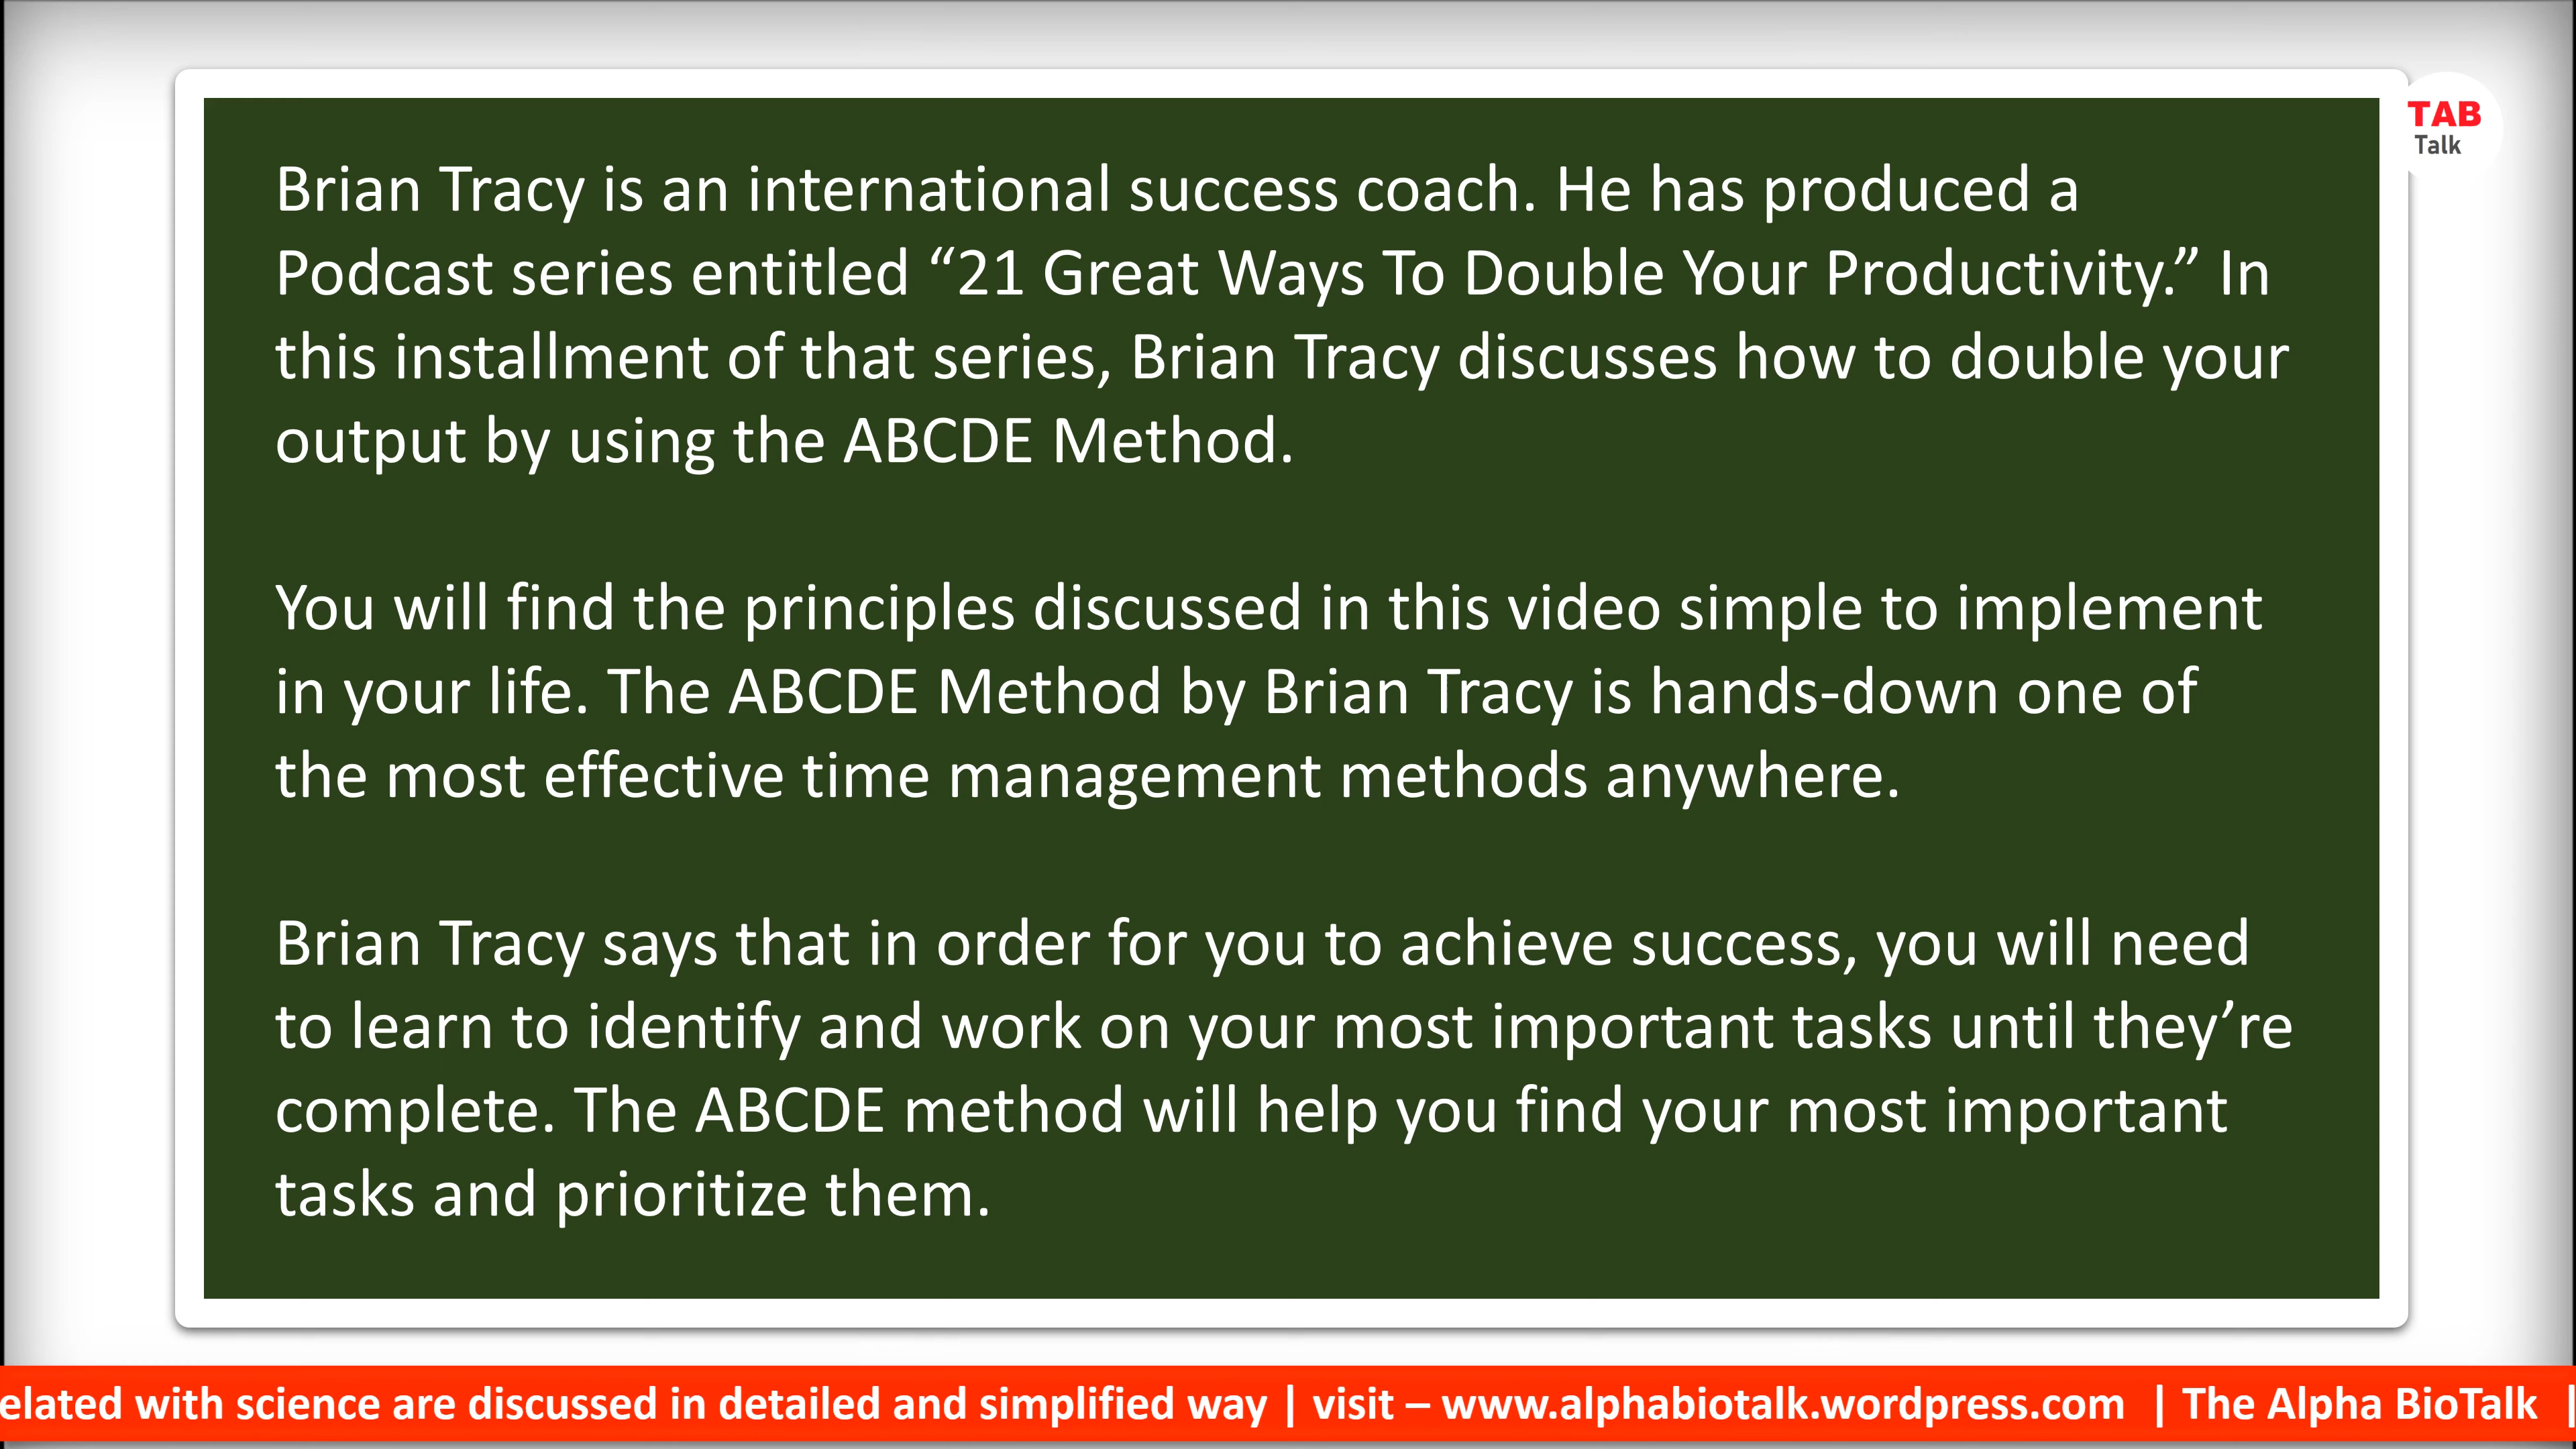 TAB
Talk
Brian Tracy is an international success coach. He has produced a
Podcast series entitled “21 Great Ways To Double Your Productivity.” In
this installment of that series, Brian Tracy discusses how to double your
output by using the ABCDE Method.
You will find the principles discussed in this video simple to implement
in your life. The ABCDE Method by Brian Tracy is hands-down one of
the most effective time management methods anywhere.
Brian Tracy says that in order for you to achieve success, you will need
to learn to identify and work on your most important tasks until they’re
complete. The ABCDE method will help you find your most important
tasks and prioritize them.
elated with science are discussed in detailed and simplified way | visit – www.alphabiotalk.wordpress.com | The Alpha BioTalk |